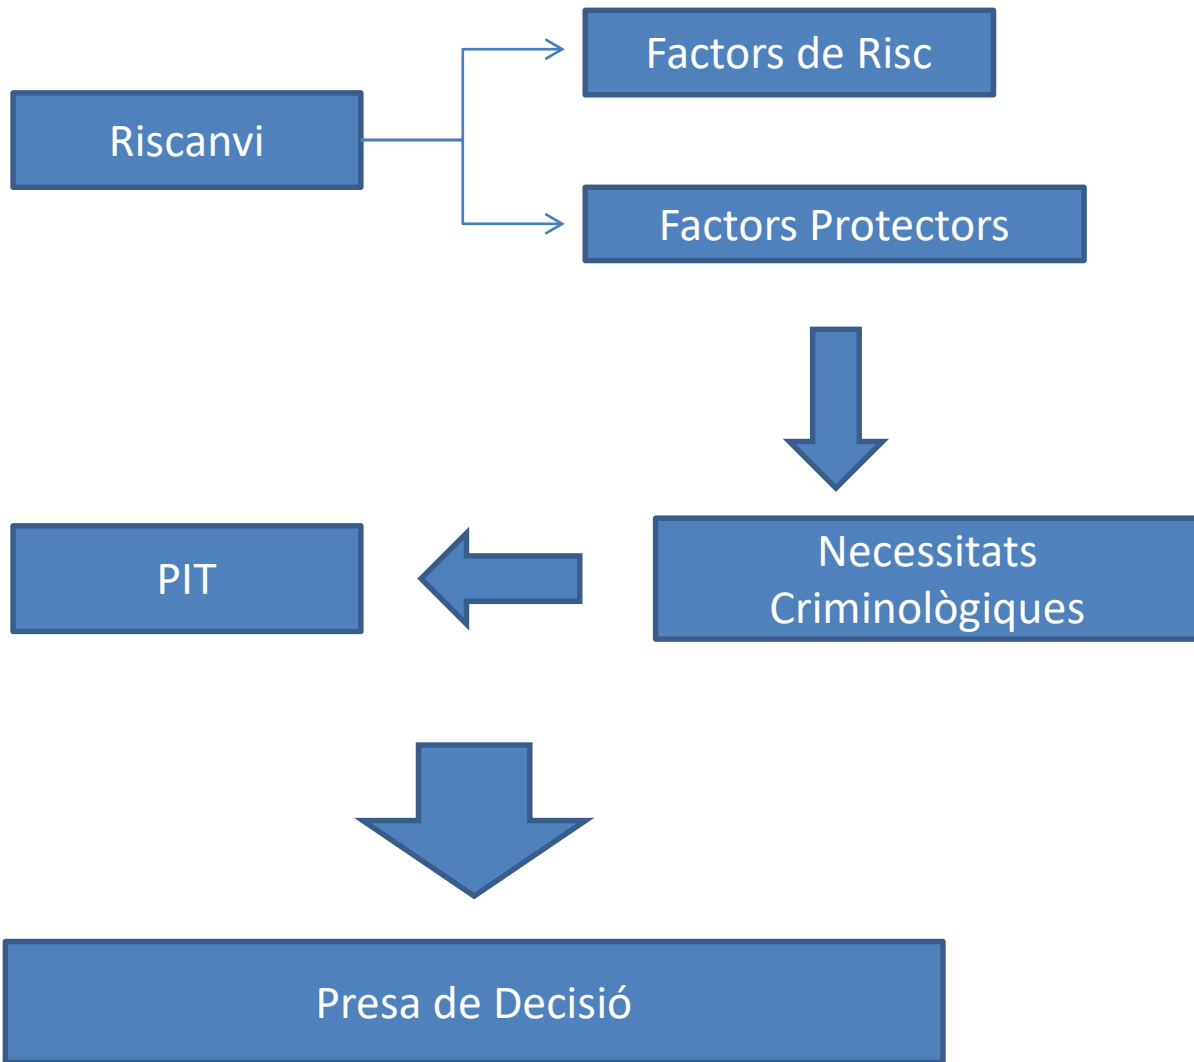 Factors de Risc
Riscanvi
Factors Protectors
Necessitats
Criminològiques
PIT
Presa de Decisió